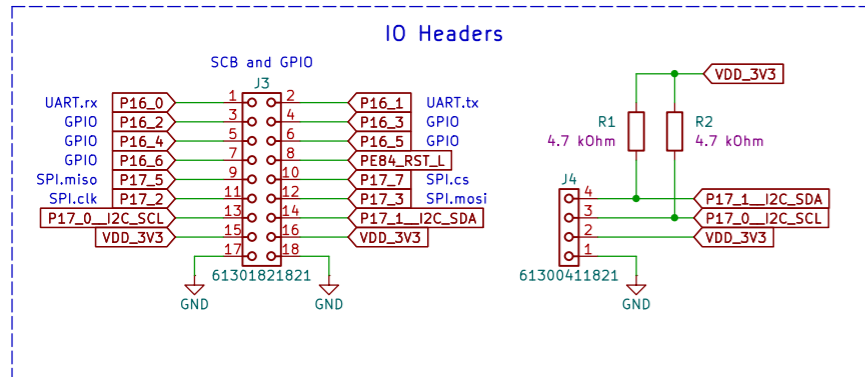 IO Headers
SCB and GPIO
J3
UART.rx P16_0 1 2 P16_1 UART.tx
GPIO P16_2 3 4 P16_3 GPIO
GPIO P16_4 5 6 P16_5 GPIO
GPIO P16_6 7 8 PE84_RST_L
SPI.miso P17_5 9 10 P17_7 SPI.cs
SPI.clk P17_2 11 12 P17_3 SPI.mosi
P17_0__I2C_SCL 13 14 P17_1__I2C_SDA
VDD_3V3 15 16 VDD_3V3
17 18
61301821821
GND GND
VDD_3V3
R1 R2
4.7 kOhm 4.7 kOhm
J4
4 P17_1__I2C_SDA
3 P17_0__I2C_SCL
2 VDD_3V3
1
61300411821
GND